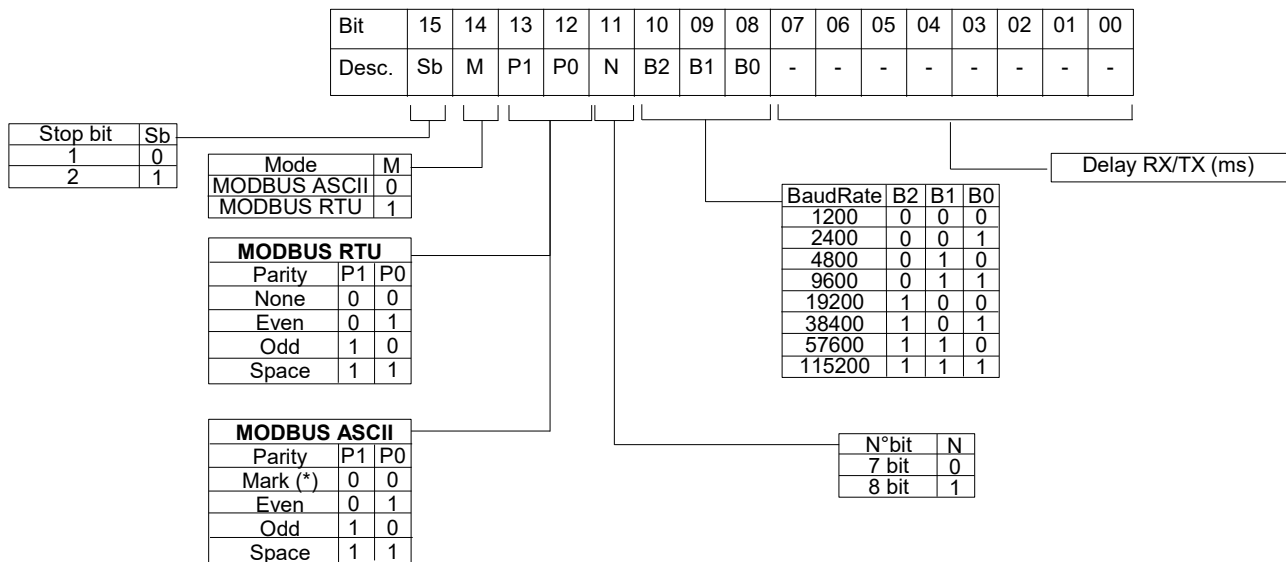 Bit 15 14 13 12 11 10 09 08 07 06 05 04 03 02 01 00
Desc. Sb M P1 P0 N B2 B1 B0 - - - - - - - -
Stop bit Sb
1 0
2 1
Mode M
MODBUS ASCII 0
MODBUS RTU 1
Delay RX/TX (ms)
BaudRate B2 B1 B0
1200 0 0 0
2400 0 0 1
4800 0 1 0
9600 0 1 1
19200 1 0 0
38400 1 0 1
57600 1 1 0
115200 1 1 1
MODBUS RTU
Parity P1 P0
None 0 0
Even 0 1
Odd 1 0
Space 1 1
MODBUS ASCII
Parity P1 P0
Mark (*) 0 0
Even 0 1
Odd 1 0
Space 1 1
N°bit N
7 bit 0
8 bit 1